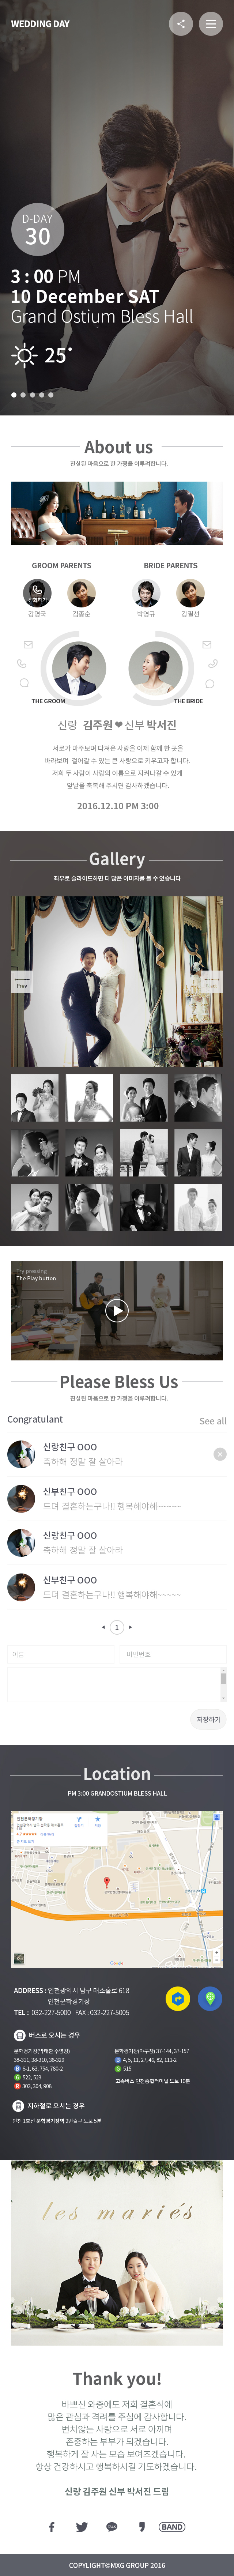 WEDDING DAY
D-DAY
30
3 : 00 PM
10 December SAT
Grand Ostium Bless Hall
25°
About us
진실된 마음으로 한 가정을 이루려합니다.
GROOM PARENTS
BRIDE PARENTS
전화하기
강명국
김종순
박영규
강월선
THE GROOM
THE BRIDE
신랑 김주원 ❤ 신부 박서진
서로가 마주보며 다져온 사랑을 이제 함께 한 곳을
바라보며 걸어갈 수 있는 큰 사랑으로 키우고자 합니다.
저희 두 사람이 사랑의 이름으로 지켜나갈 수 있게
앞날을 축복해 주시면 감사하겠습니다.
2016.12.10 PM 3:00
Gallery
좌우로 슬라이드하면 더 많은 이미지를 볼 수 있습니다
Prev
Try pressing
The Play button
Please Bless Us
진실된 마음으로 한 가정을 이루려합니다.
Congratulant
See all
신랑친구 OOO
축하해 정말 잘 살아라
신부친구 OOO
드뎌 결혼하는구나!! 행복해야해~~~~~
신랑친구 OOO
축하해 정말 잘 살아라
신부친구 OOO
드뎌 결혼하는구나!! 행복해야해~~~~~
1
이름
비밀번호
저장하기
Location
PM 3:00 GRANDOSTIUM BLESS HALL
인천문학경기장
Google
ADDRESS : 인천광역시 남구 매소홀로 618
인천문학경기장
TEL : 032-227-5000 FAX : 032-227-5005
버스로 오시는 경우
문학경기장(박태환 수영장)
38-311, 38-310, 38-329
B 6-1, 63, 754, 780-2
G 522, 523
R 303, 304, 908
문학경기장(야구장) 37-144, 37-157
B 4, 5, 11, 27, 46, 82, 111-2
G 515
고속버스 인천종합터미널 도보 10분
지하철로 오시는 경우
인천 1호선 문학경기장역 2번출구 도보 5분
les mariés
Thank you!
바쁘신 와중에도 저희 결혼식에
많은 관심과 격려를 주심에 감사합니다.
변치않는 사랑으로 서로 아끼며
존중하는 부부가 되겠습니다.
행복하게 잘 사는 모습 보여즈겠습니다.
항상 건강하시고 행복하시길 기도하겠습니다.
신랑 김주원 신부 박서진 드림
BAND
COPYLIGHT©MXG GROUP 2016